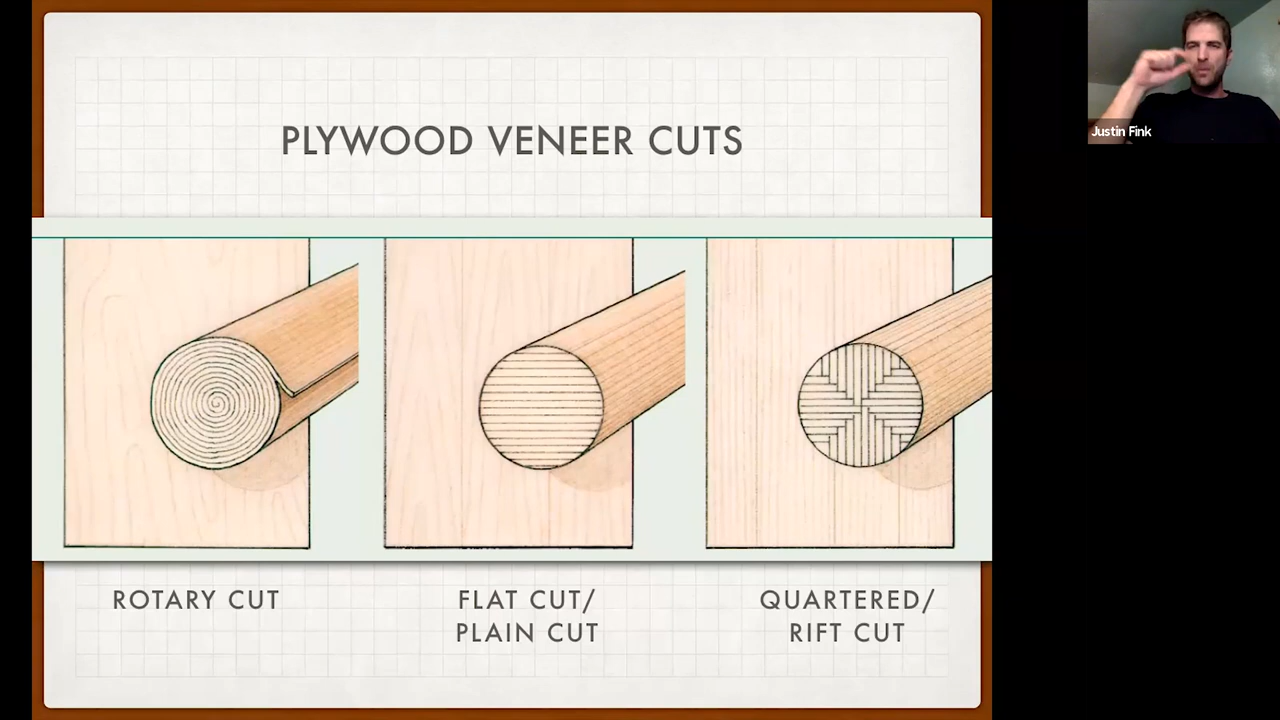 PLYWOOD VENEER CUTS
ROTARY CUT
FLAT CUT/
PLAIN CUT
QUARTERED/
RIFT CUT
Justin Fink